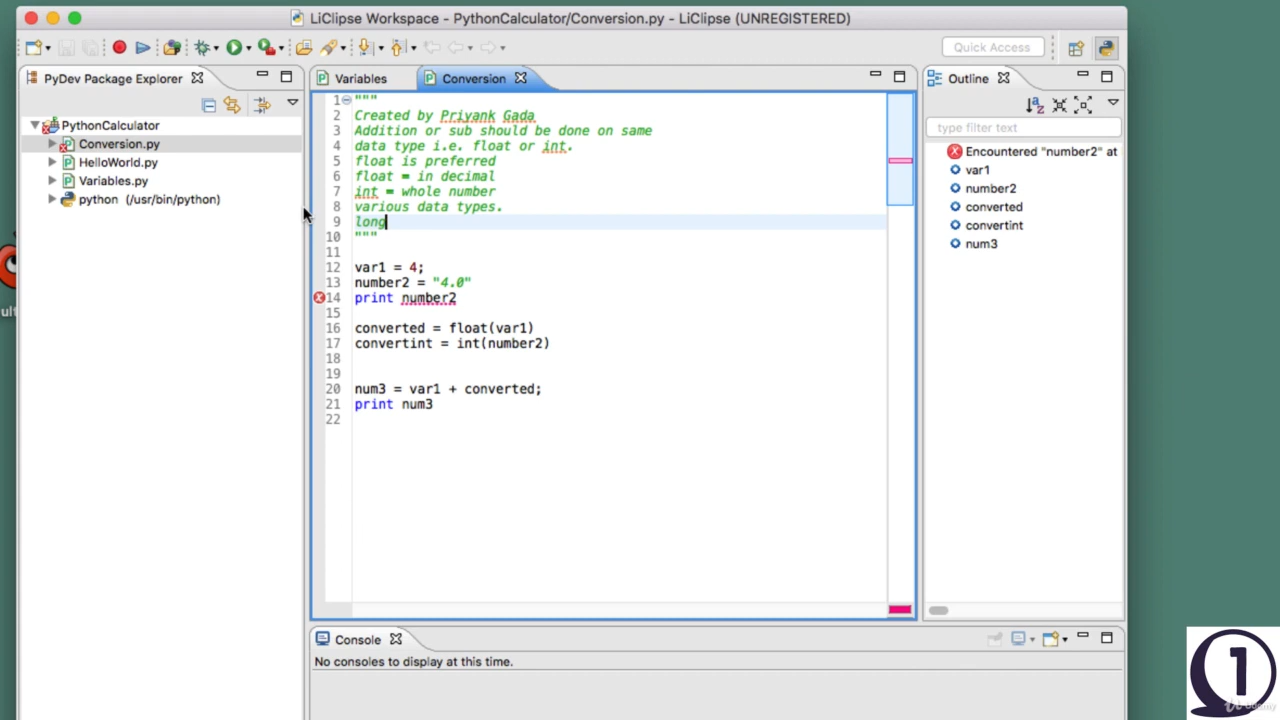 LiClipse Workspace - PythonCalculator/Conversion.py - LiClipse (UNREGISTERED)
Quick Access
PyDev Package Explorer
Variables
Conversion
Outline
PythonCalculator
Conversion.py
HelloWorld.py
Variables.py
python (/usr/bin/python)
1 """
2 Created by Priyank Gada
3 Addition or sub should be done on same
4 data type i.e. float or int.
5 float is preferred
6 float = in decimal
7 int = whole number
8 various data types.
9 long
10 """
11
12 var1 = 4;
13 number2 = "4.0"
14 print number2
15
16 converted = float(var1)
17 convertint = int(number2)
18
19
20 num3 = var1 + converted;
21 print num3
22
type filter text
Encountered "number2" at
var1
number2
converted
convertint
num3
Console
No consoles to display at this time.
ult
1